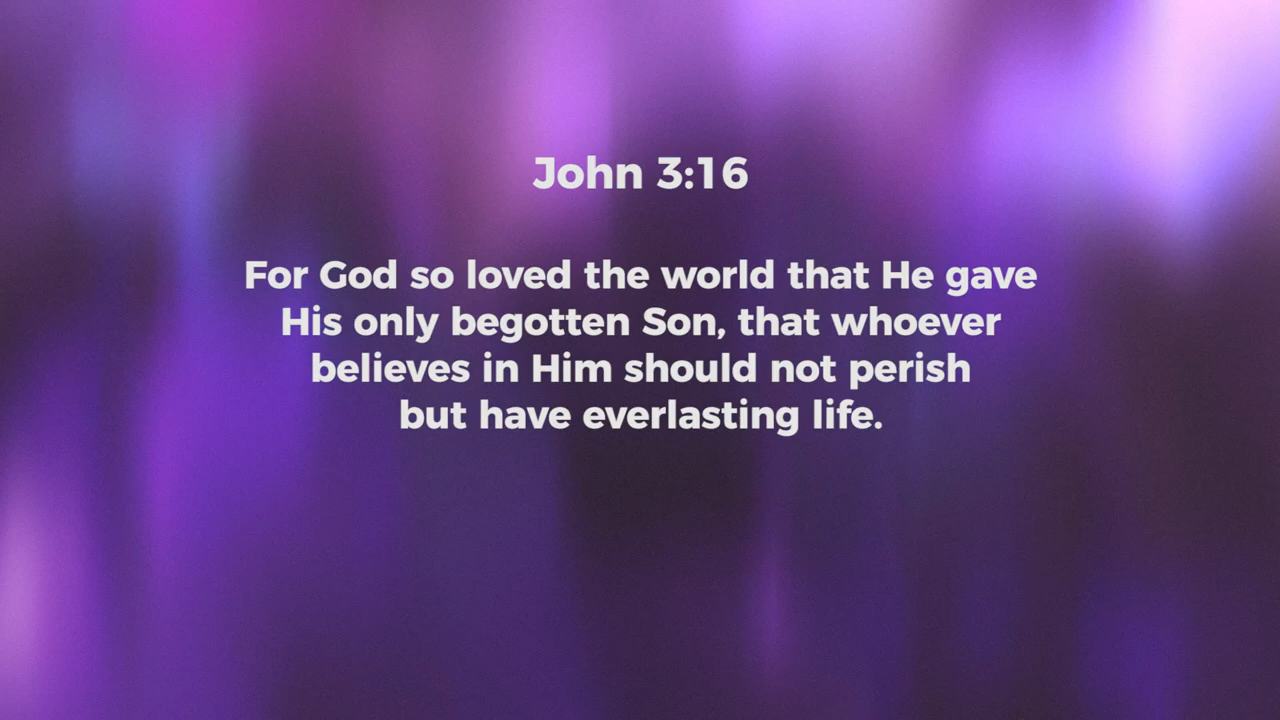 John 3:16
For God so loved the world that He gave
His only begotten Son, that whoever
believes in Him should not perish
but have everlasting life.